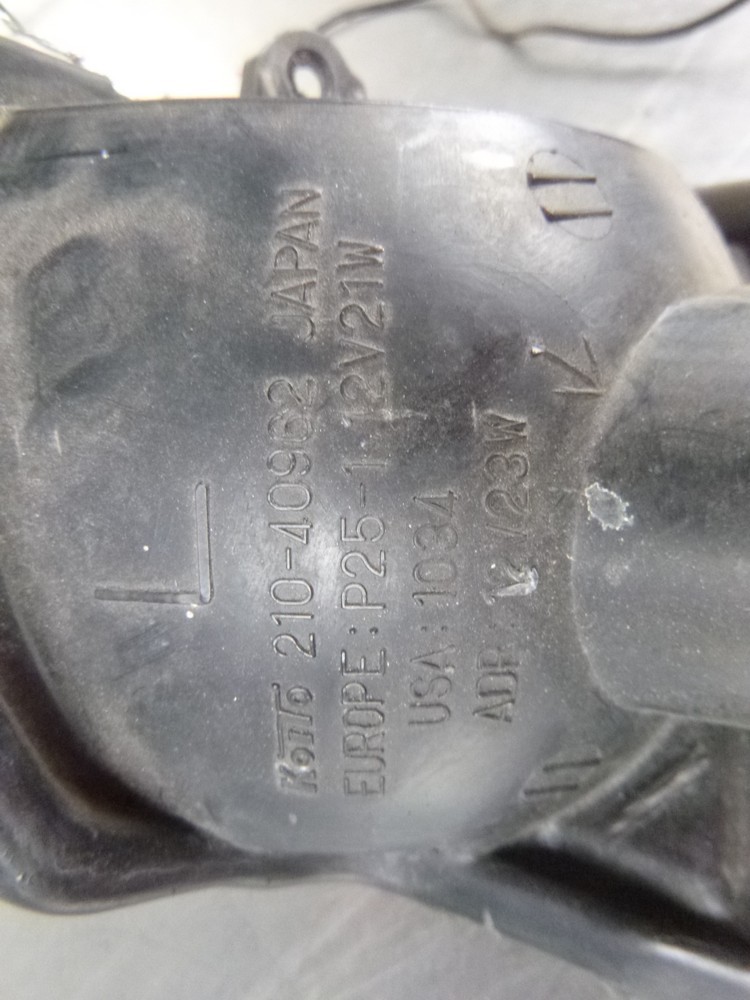 L
KOITO 210-40962 JAPAN
EUROPE:P25-1 12V21W
USA:1034
ADR: 12V23W